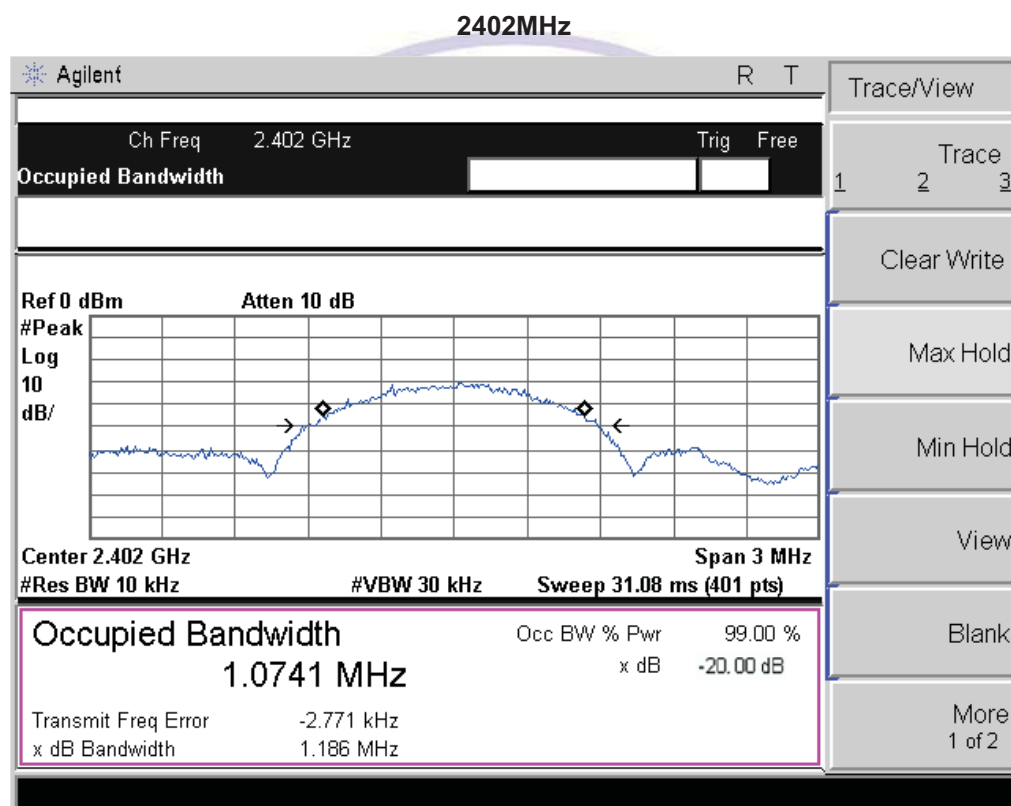 2402MHz
Agilent R T
Trace/View
Ch Freq 2.402 GHz Trig Free
Occupied Bandwidth
Trace
1 2 3
Clear Write
Ref 0 dBm Atten 10 dB
#Peak
Log
10
dB/
Max Hold
Min Hold
View
Center 2.402 GHz Span 3 MHz
#Res BW 10 kHz #VBW 30 kHz Sweep 31.08 ms (401 pts)
Occupied Bandwidth
1.0741 MHz
Occ BW % Pwr 99.00 %
x dB -20.00 dB
Transmit Freq Error -2.771 kHz
x dB Bandwidth 1.186 MHz
Blank
More
1 of 2